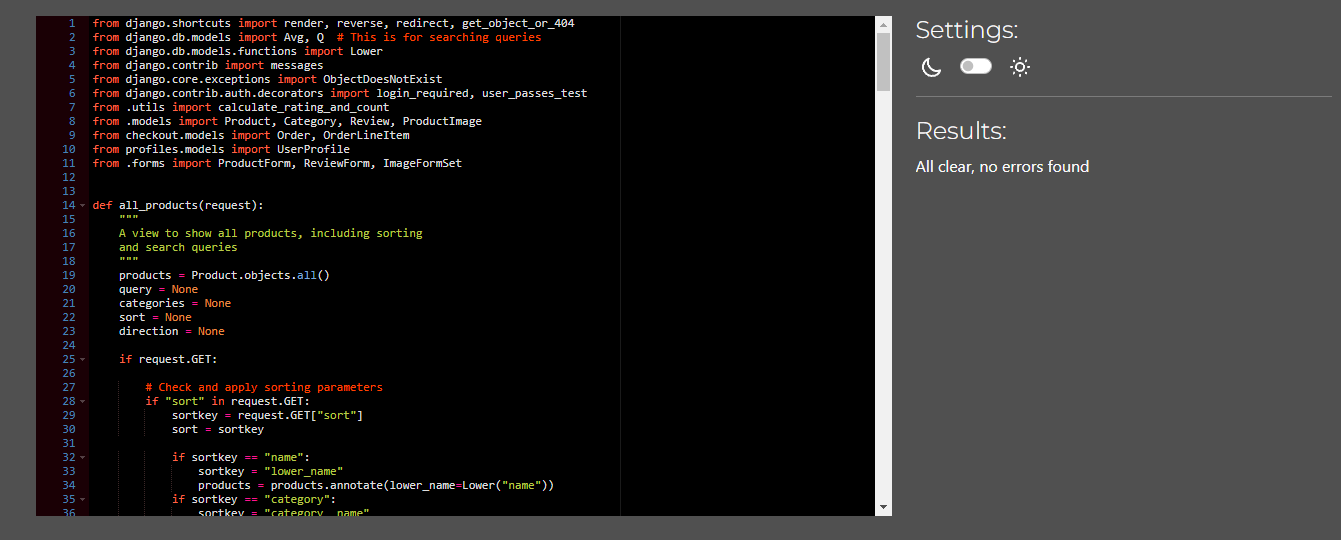 1 from django.shortcuts import render, reverse, redirect, get_object_or_404
2 from django.db.models import Avg, Q  # This is for searching queries
3 from django.db.models.functions import Lower
4 from django.contrib import messages
5 from django.core.exceptions import ObjectDoesNotExist
6 from django.contrib.auth.decorators import login_required, user_passes_test
7 from .utils import calculate_rating_and_count
8 from .models import Product, Category, Review, ProductImage
9 from checkout.models import Order, OrderLineItem
10 from profiles.models import UserProfile
11 from .forms import ProductForm, ReviewForm, ImageFormSet
12
13
14 def all_products(request):
15     """
16     A view to show all products, including sorting
17     and search queries
18     """
19     products = Product.objects.all()
20     query = None
21     categories = None
22     sort = None
23     direction = None
24
25     if request.GET:
26
27         # Check and apply sorting parameters
28         if "sort" in request.GET:
29             sortkey = request.GET["sort"]
30             sort = sortkey
31
32             if sortkey == "name":
33                 sortkey = "lower_name"
34                 products = products.annotate(lower_name=Lower("name"))
35             if sortkey == "category":
36                 sortkey = "category__name"
Settings:
Results:
All clear, no errors found